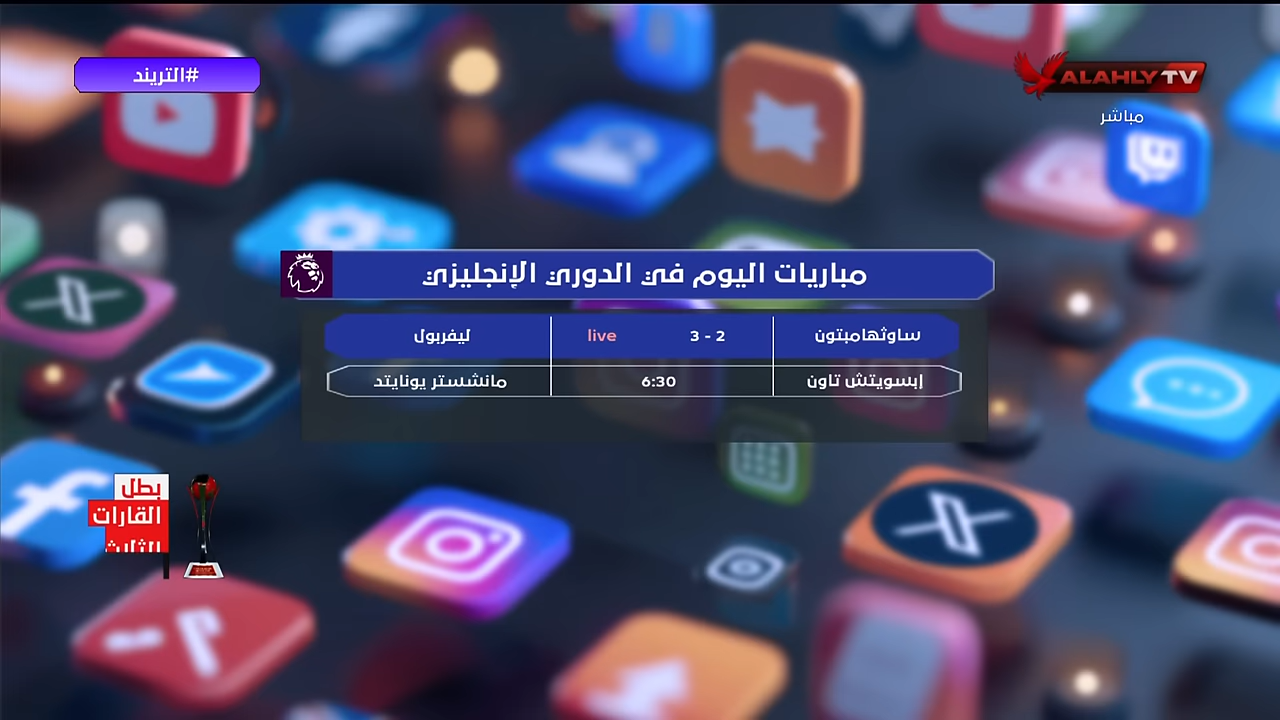 #التريند
ALAHLY TV
مباشر
مباريات اليوم في الدوري الإنجليزي
ساوثهامبتون 3 - 2 live ليفربول
إبسويتش تاون 6:30 مانشستر يونايتد
بطل
القارات